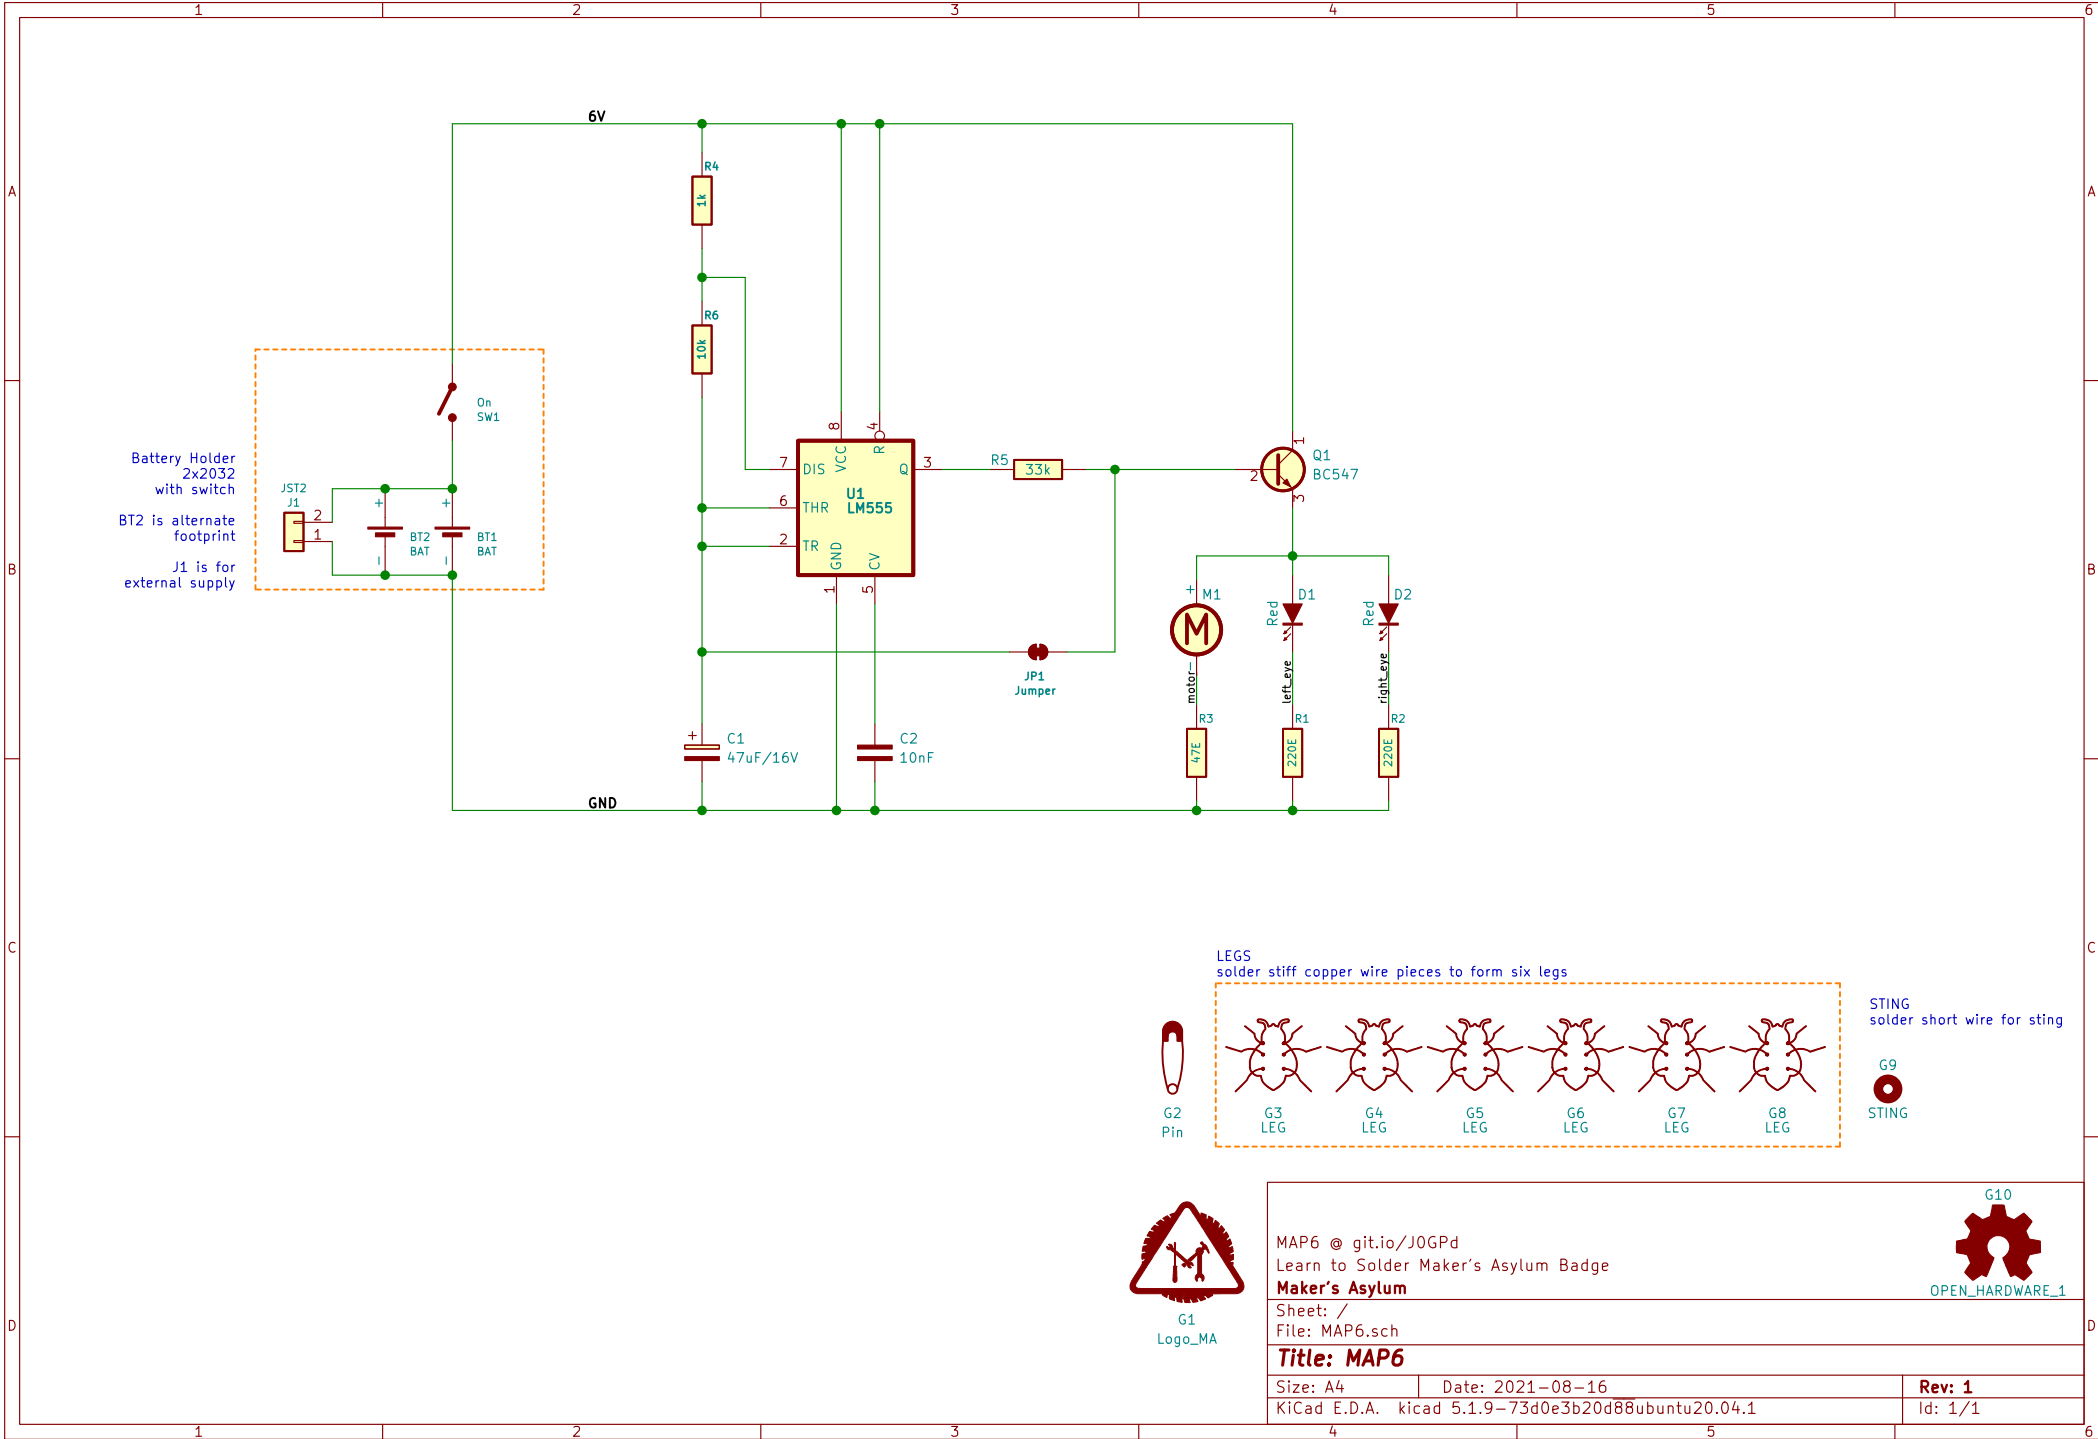 1 2 3 4 5 6
A
B
C
D
A
B
C
D
6V
R4
1k
R6
10k
On
SW1
Battery Holder
2x2032
with switch
BT2 is alternate
footprint
J1 is for
external supply
JST2
J1
2
1
+
BT2
BAT
−
+
BT1
BAT
−
8
4
VCC
R
7 DIS
Q 3
U1
LM555
6 THR
2 TR
GND
CV
1
5
R5
33k
1
Q1
BC547
2
3
JP1
Jumper
+ M1
M
−
motor-
Red
D1
left_eye
Red
D2
right_eye
R3
47E
R1
220E
R2
220E
+
C1
47uF/16V
C2
10nF
GND
LEGS
solder stiff copper wire pieces to form six legs
STING
solder short wire for sting
G2
Pin
G3
LEG
G4
LEG
G5
LEG
G6
LEG
G7
LEG
G8
LEG
G9
STING
G1
Logo_MA
G10
OPEN_HARDWARE_1
MAP6 @ git.io/J0GPd
Learn to Solder Maker's Asylum Badge
Maker's Asylum
Sheet: /
File: MAP6.sch
Title: MAP6
Size: A4 Date: 2021-08-16 Rev: 1
KiCad E.D.A. kicad 5.1.9-73d0e3b20d88ubuntu20.04.1 Id: 1/1
1 2 3 4 5 6